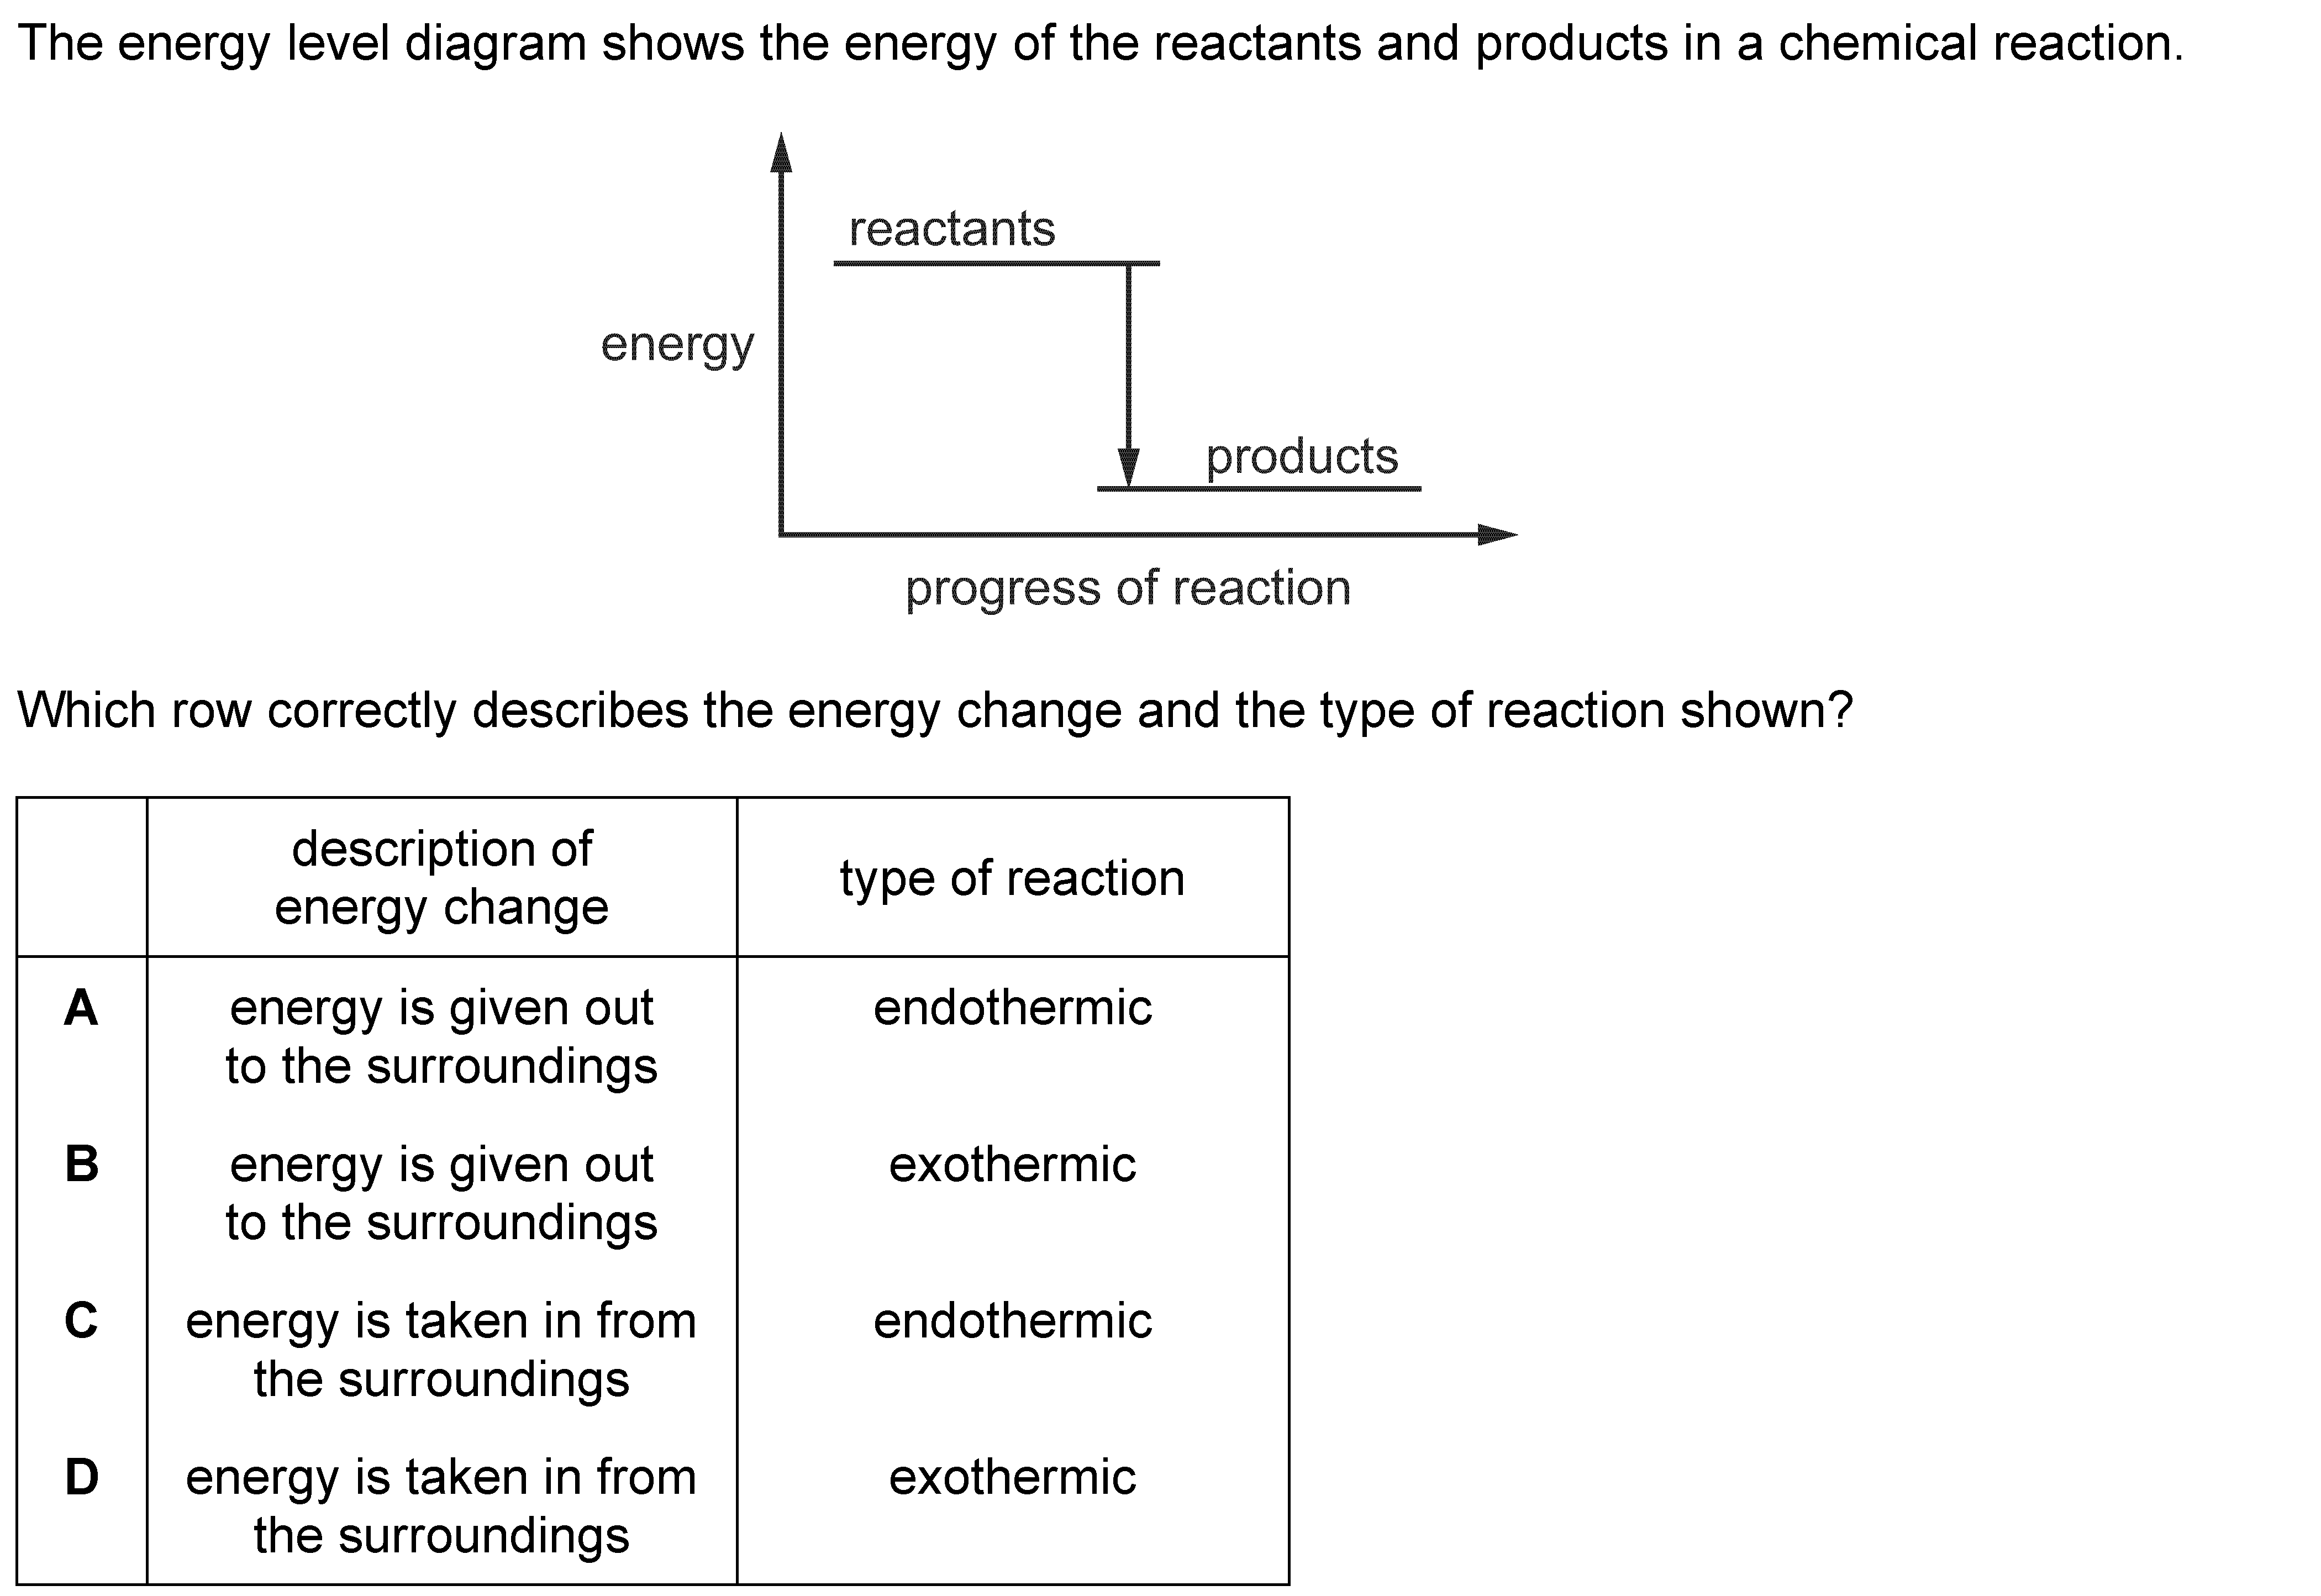 The energy level diagram shows the energy of the reactants and products in a chemical reaction.
reactants
energy
products
progress of reaction
Which row correctly describes the energy change and the type of reaction shown?
description of
energy change
type of reaction
A
energy is given out
to the surroundings
endothermic
B
energy is given out
to the surroundings
exothermic
C
energy is taken in from
the surroundings
endothermic
D
energy is taken in from
the surroundings
exothermic